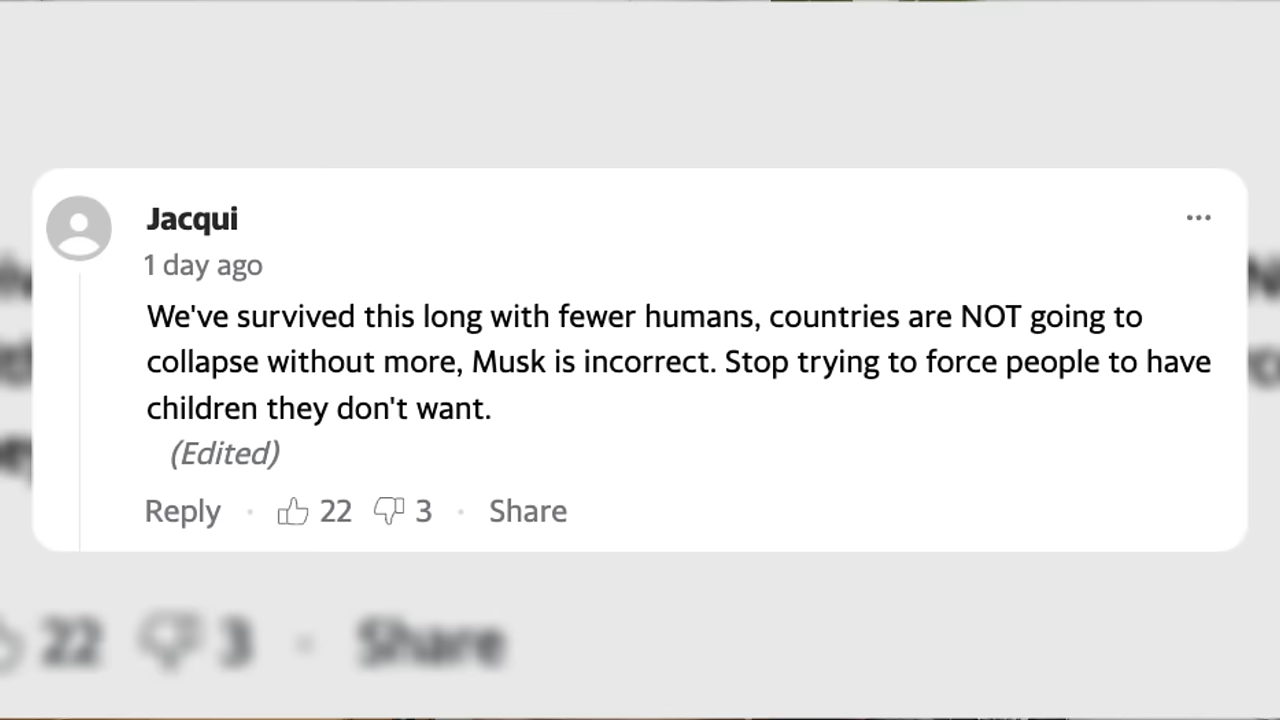 Jacqui
1 day ago
We've survived this long with fewer humans, countries are NOT going to
collapse without more, Musk is incorrect. Stop trying to force people to have
children they don't want.
(Edited)
Reply · 22 3 · Share
22 3 · Share